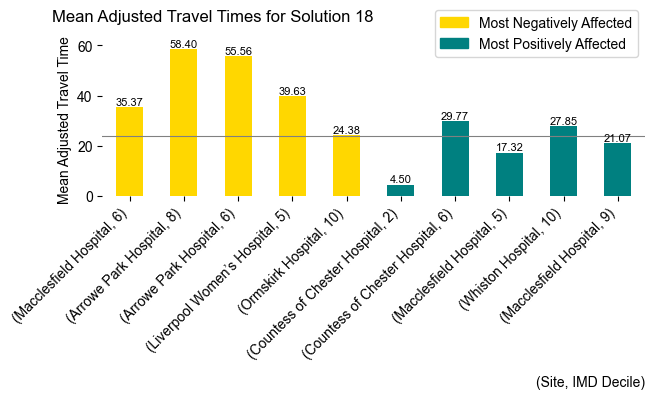 Mean Adjusted Travel Times for Solution 18
Most Negatively Affected
Most Positively Affected
Mean Adjusted Travel Time
60
40
20
0
35.37
58.40
55.56
39.63
24.38
4.50
29.77
17.32
27.85
21.07
(Macclesfield Hospital, 6)
(Arrowe Park Hospital, 8)
(Arrowe Park Hospital, 6)
(Liverpool Women's Hospital, 5)
(Ormskirk Hospital, 10)
(Countess of Chester Hospital, 2)
(Countess of Chester Hospital, 6)
(Macclesfield Hospital, 5)
(Whiston Hospital, 10)
(Macclesfield Hospital, 9)
(Site, IMD Decile)